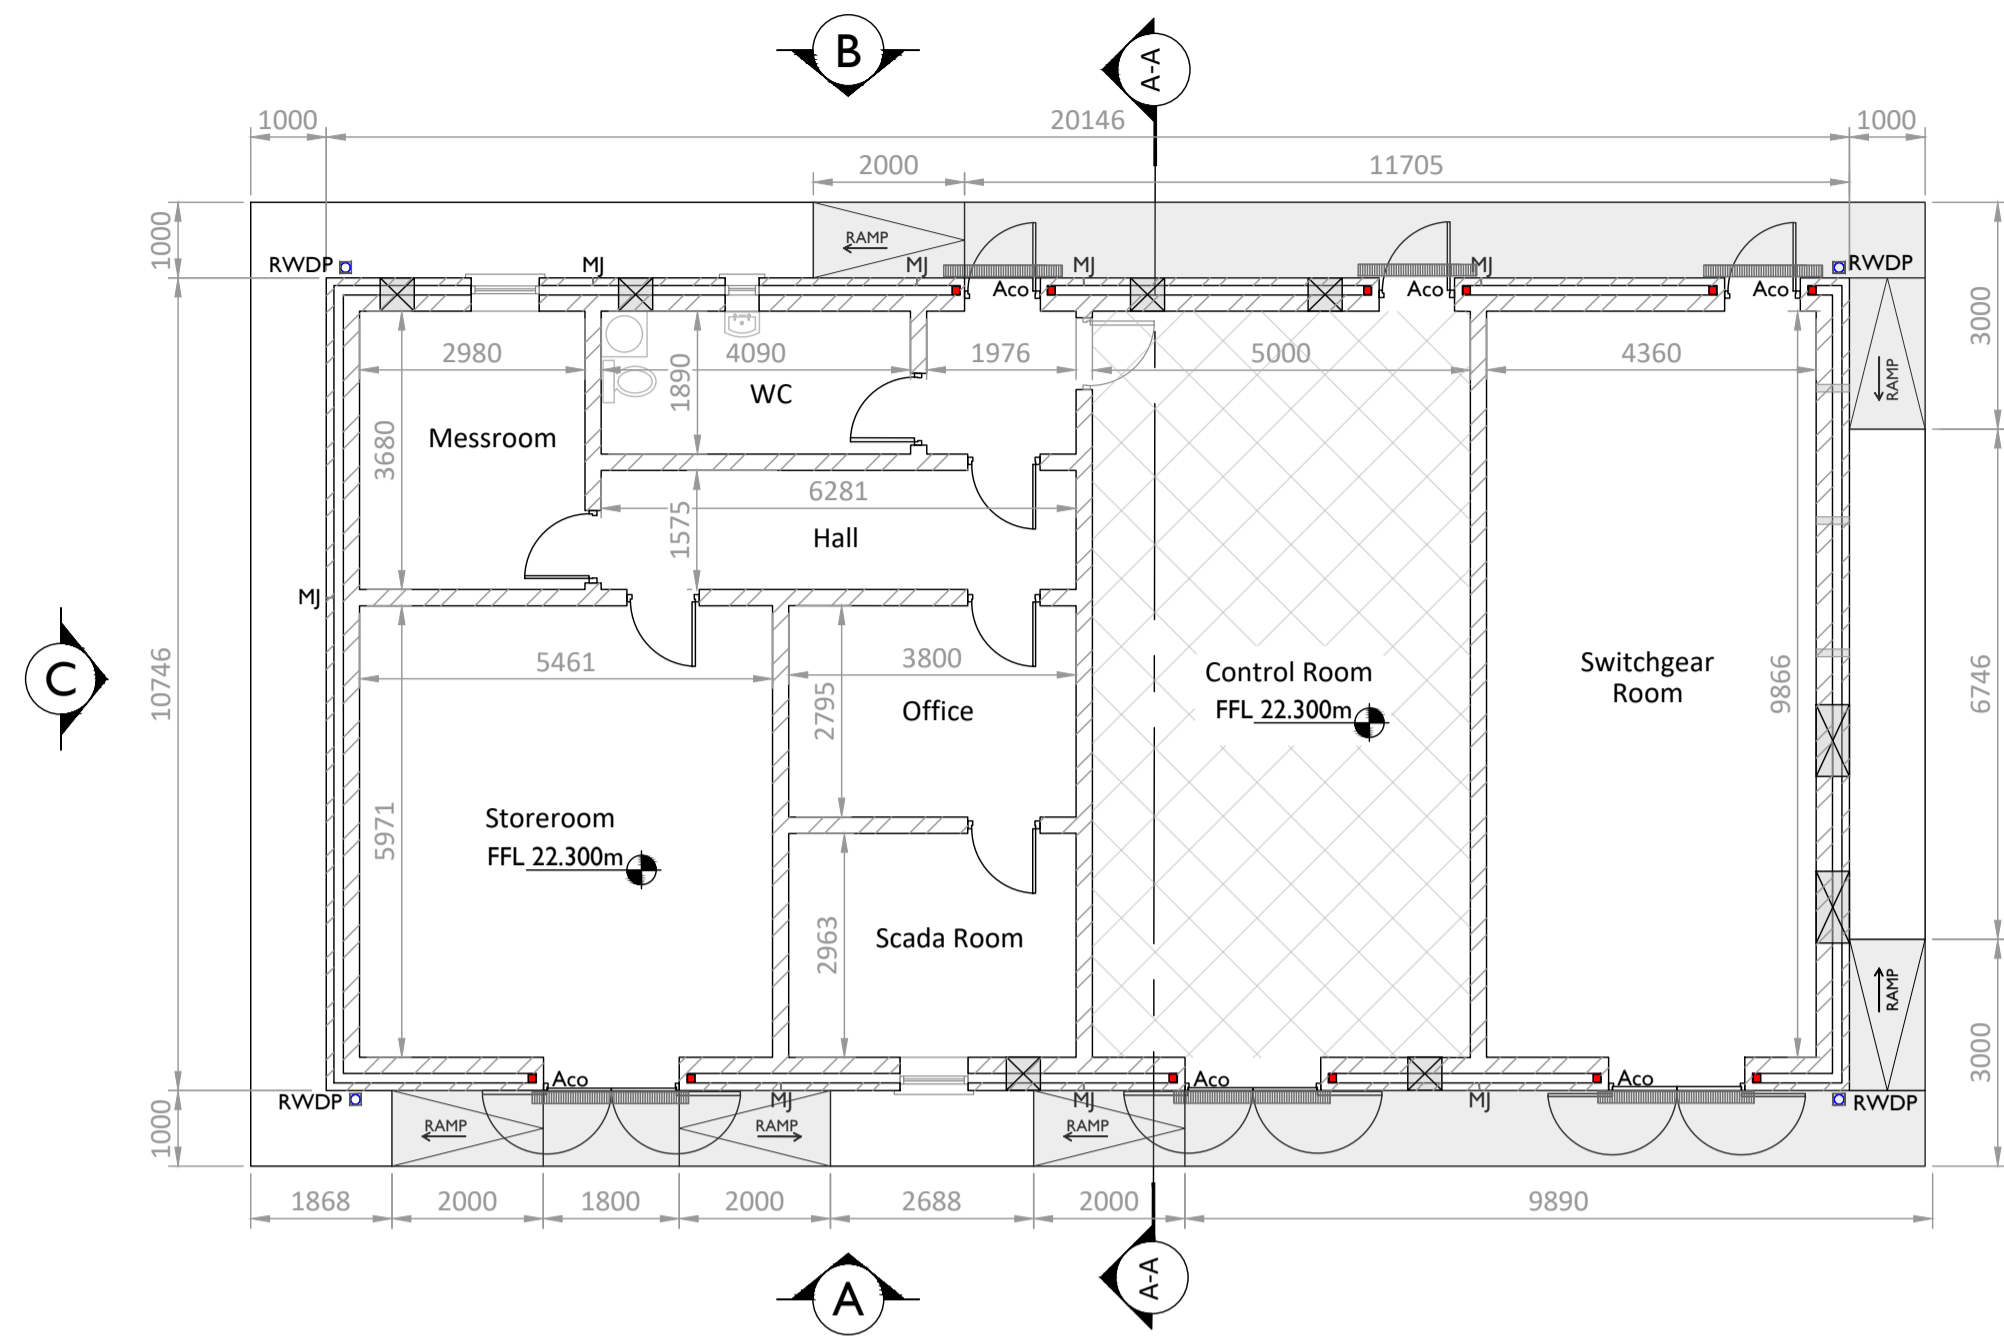 B
A-A
1000
20146
1000
2000
11705
1000
RAMP
RWDP
MJ
MJ
MJ
MJ
RWDP
Aco
Aco
Aco
3000
2980
4090
1976
5000
4360
1890
WC
RAMP
3680
Messroom
6281
1575
Hall
MJ
C
10746
5461
3800
Control Room
FFL 22.300m
Switchgear
Room
9866
6746
2795
Office
5971
Storeroom
FFL 22.300m
2963
Scada Room
RAMP
3000
Aco
Aco
Aco
RWDP
MJ
MJ
MJ
RWDP
1000
RAMP
RAMP
RAMP
1868
2000
1800
2000
2688
2000
9890
A
A-A